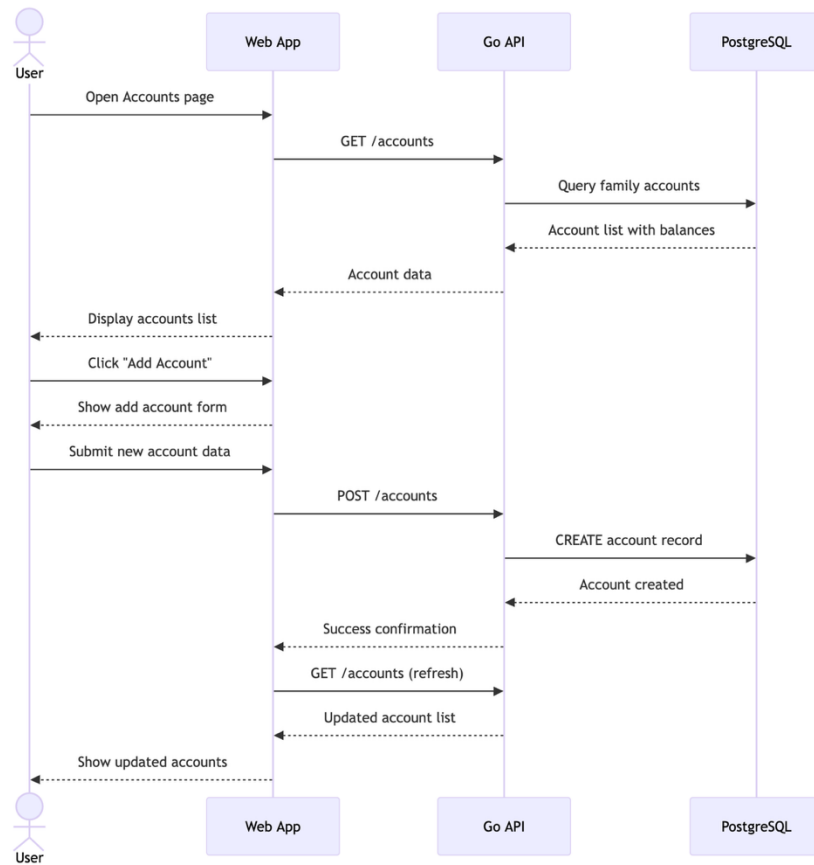 User
Web App
Go API
PostgreSQL
Open Accounts page
GET /accounts
Query family accounts
Account list with balances
Account data
Display accounts list
Click "Add Account"
Show add account form
Submit new account data
POST /accounts
CREATE account record
Account created
Success confirmation
GET /accounts (refresh)
Updated account list
Show updated accounts
User
Web App
Go API
PostgreSQL